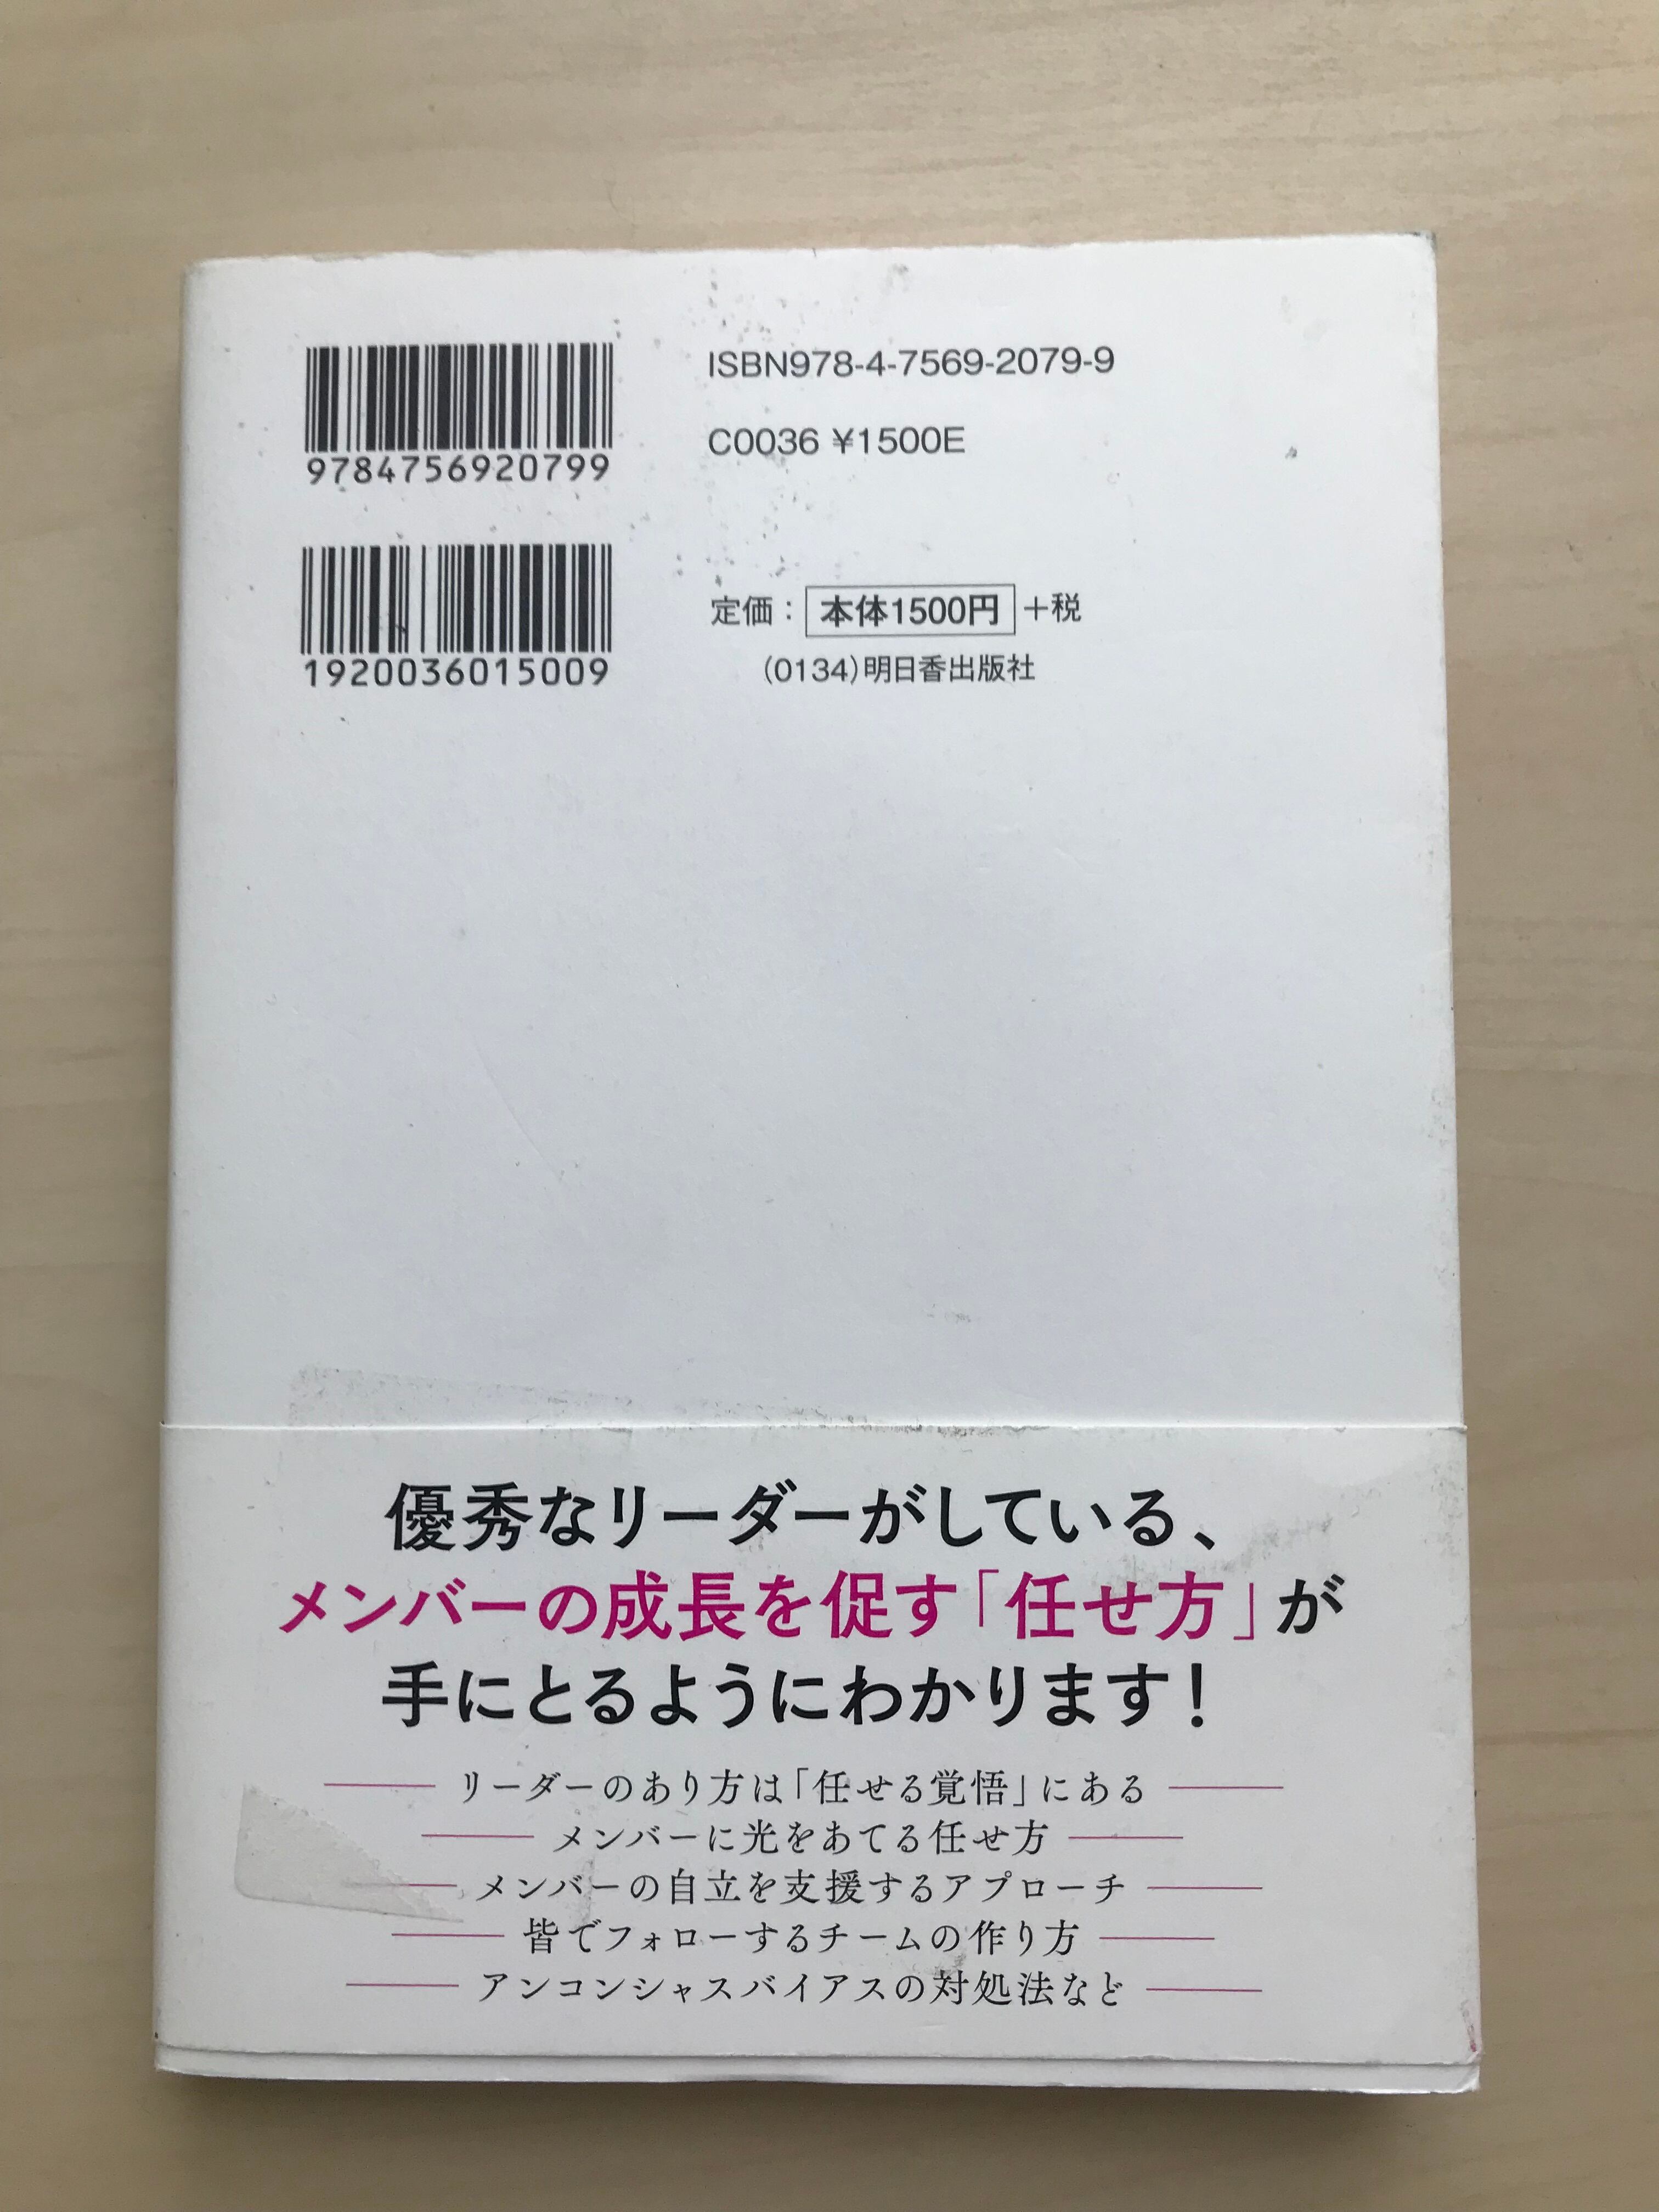 9784756920799
ISBN978-4-7569-2079-9
C0036 ¥1500E
1920036015009
定価：本体1500円＋税
(0134)明日香出版社
優秀なリーダーがしている、
メンバーの成長を促す「任せ方」が
手にとるようにわかります！
リーダーのあり方は「任せる覚悟」にある
メンバーに光をあてる任せ方
メンバーの自立を支援するアプローチ
皆でフォローするチームの作り方
アンコンシャスバイアスの対処法など